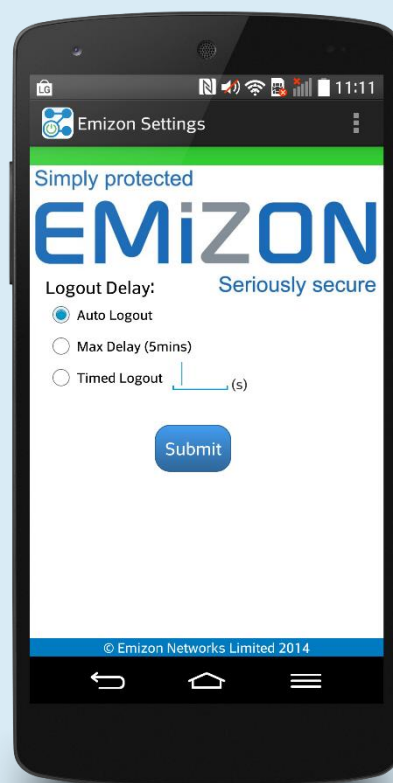 LG
11:11
Emizon Settings
Simply protected
EMiZON
Seriously secure
Logout Delay:
Auto Logout
Max Delay (5mins)
Timed Logout (s)
Submit
© Emizon Networks Limited 2014